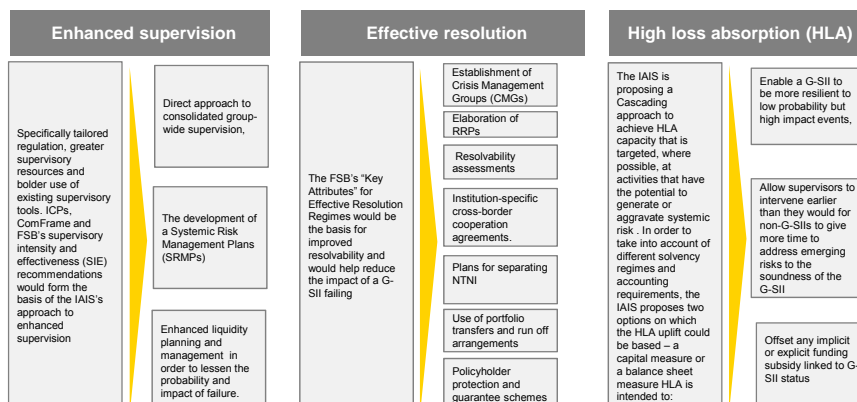 Enhanced supervision
Specifically tailored
regulation, greater
supervisory
resources and
bolder use of
existing supervisory
tools. ICPs,
ComFrame and
FSB's supervisory
intensity and
effectiveness (SIE)
recommendations
would form the
basis of the IAIS's
approach to
enhanced
supervision
Direct approach to
consolidated group-
wide supervision,
The development of
a Systemic Risk
Management Plans
(SRMPs)
Enhanced liquidity
planning and
management in
order to lessen the
probability and
impact of failure.
Effective resolution
The FSB's “Key
Attributes” for
Effective Resolution
Regimes would be
the basis for
improved
resolvability and
would help reduce
the impact of a G-
SII failing
Establishment of
Crisis Management
Groups (CMGs)
Elaboration of
RRPs
Resolvability
assessments
Institution-specific
cross-border
cooperation
agreements.
Plans for separating
NTNI
Use of portfolio
transfers and run off
arrangements
Policyholder
protection and
guarantee schemes
High loss absorption (HLA)
The IAIS is
proposing a
Cascading
approach to
achieve HLA
capacity that is
targeted, where
possible, at
activities that have
the potential to
generate or
aggravate systemic
risk . In order to
take into account of
different solvency
regimes and
accounting
requirements, the
IAIS proposes two
options on which
the HLA uplift could
be based – a
capital measure or
a balance sheet
measure HLA is
intended to:
Enable a G-SII to
be more resilient to
low probability but
high impact events,
Allow supervisors to
intervene earlier
than they would for
non-G-SIIs to give
more time to
address emerging
risks to the
soundness of the
G-SII
Offset any implicit
or explicit funding
subsidy linked to G-
SII status